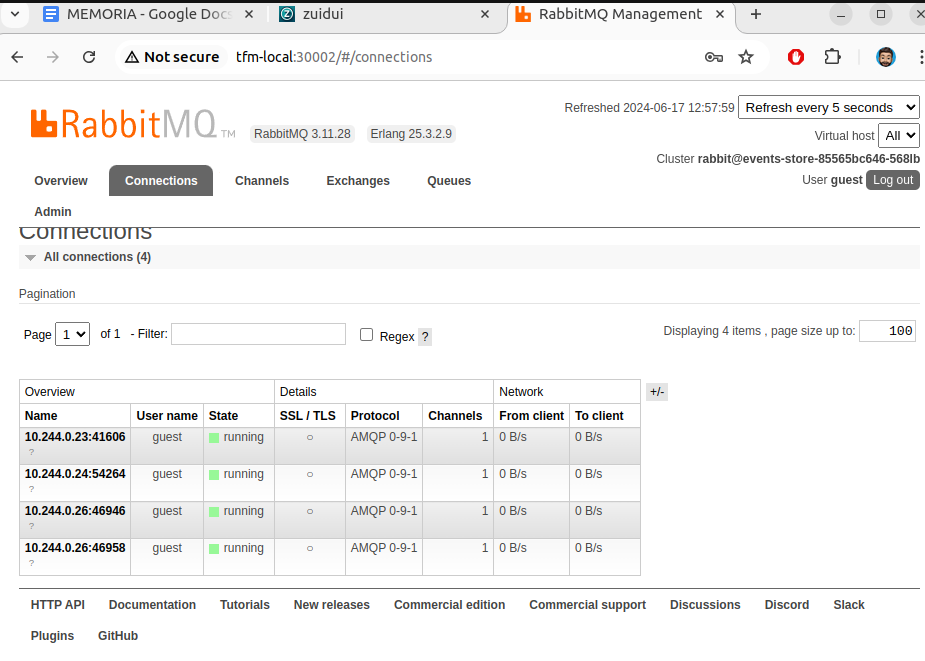 MEMORIA - Google Docs
zuidui
RabbitMQ Management
Not secure tfm-local:30002/#/connections
RabbitMQ TM RabbitMQ 3.11.28 Erlang 25.3.2.9
Refreshed 2024-06-17 12:57:59 Refresh every 5 seconds
Virtual host All
Cluster rabbit@events-store-85565bc646-568lb
User guest Log out
Overview Connections Channels Exchanges Queues
Admin
Connections
All connections (4)
Pagination
Page 1 of 1 - Filter: Regex ? Displaying 4 items , page size up to: 100
Overview Details Network +/-
Name User name State SSL / TLS Protocol Channels From client To client
10.244.0.23:41606 guest running ○ AMQP 0-9-1 1 0 B/s 0 B/s
?
10.244.0.24:54264 guest running ○ AMQP 0-9-1 1 0 B/s 0 B/s
?
10.244.0.26:46946 guest running ○ AMQP 0-9-1 1 0 B/s 0 B/s
?
10.244.0.26:46958 guest running ○ AMQP 0-9-1 1 0 B/s 0 B/s
?
HTTP API Documentation Tutorials New releases Commercial edition Commercial support Discussions Discord Slack
Plugins GitHub